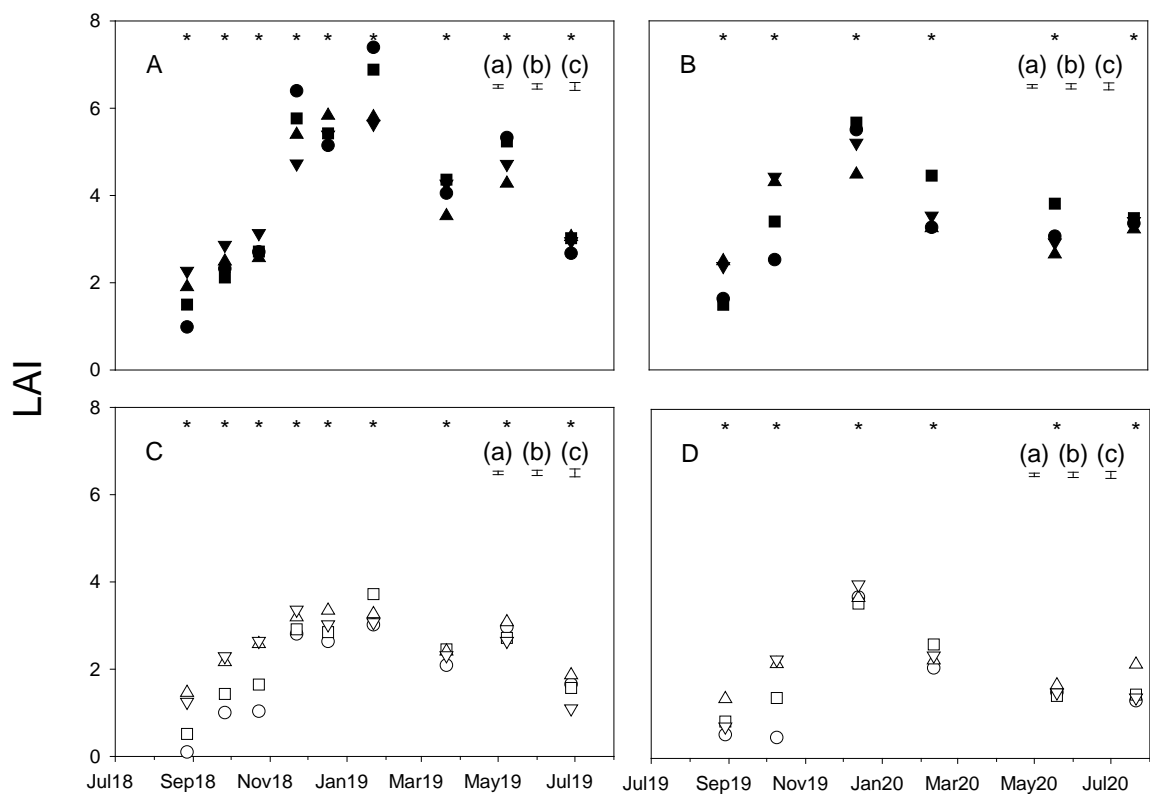 8
* * * * * * * * *
* * * * * *
A (a) (b) (c)
B (a) (b) (c)
6
4
2
0
LAI
8
* * * * * * * * *
* * * * * *
C (a) (b) (c)
D (a) (b) (c)
6
4
2
0
Jul18 Sep18 Nov18 Jan19 Mar19 May19 Jul19
Jul19 Sep19 Nov19 Jan20 Mar20 May20 Jul20